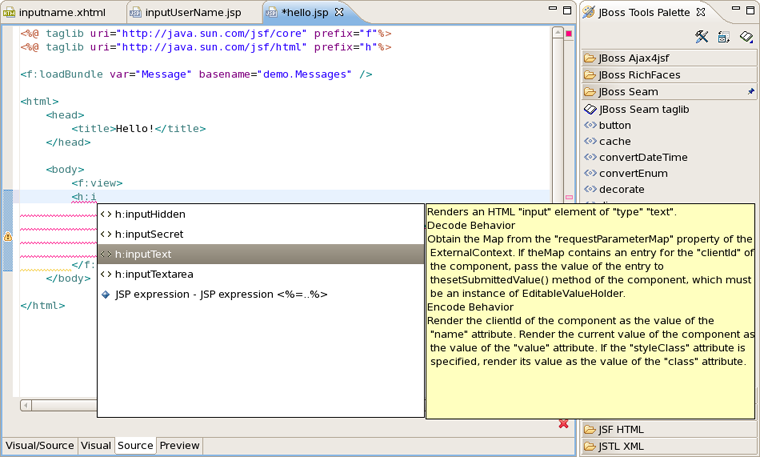 inputname.xhtml
inputUserName.jsp
*hello.jsp
JBoss Tools Palette
<%@ taglib uri="http://java.sun.com/jsf/core" prefix="f"%>
<%@ taglib uri="http://java.sun.com/jsf/html" prefix="h"%>
<f:loadBundle var="Message" basename="demo.Messages" />
<html>
<head>
<title>Hello!</title>
</head>
<body>
<f:view>
<h:i
</f:
</body>
</html>
h:inputHidden
h:inputSecret
h:inputText
h:inputTextarea
JSP expression - JSP expression <%=..%>
Renders an HTML "input" element of "type" "text".
Decode Behavior
Obtain the Map from the "requestParameterMap" property of the
ExternalContext. If theMap contains an entry for the "clientId" of
the component, pass the value of the entry to
thesetSubmittedValue() method of the component, which must
be an instance of EditableValueHolder.
Encode Behavior
Render the clientId of the component as the value of the
"name" attribute. Render the current value of the component as
the value of the "value" attribute. If the "styleClass" attribute is
specified, render its value as the value of the "class" attribute.
JBoss Ajax4jsf
JBoss RichFaces
JBoss Seam
JBoss Seam taglib
button
cache
convertDateTime
convertEnum
decorate
JSF HTML
JSTL XML
Visual/Source
Visual
Source
Preview